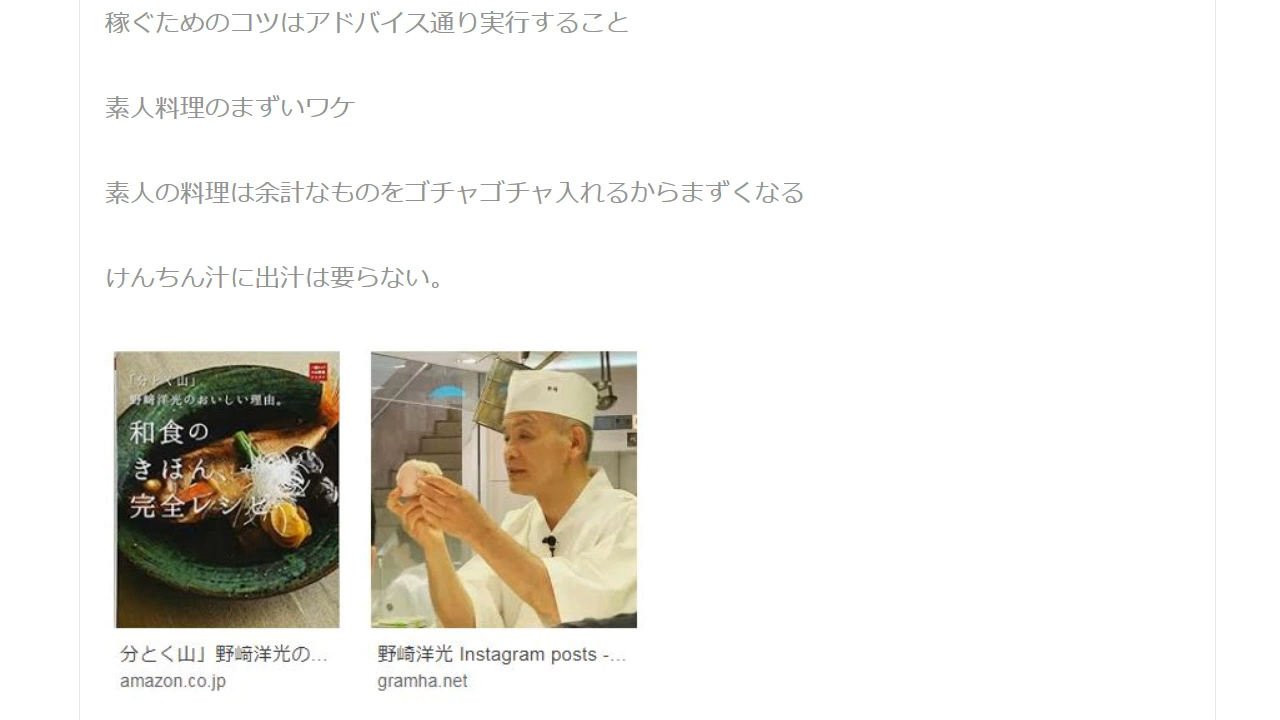 稼ぐためのコツはアドバイス通り実行すること
素人料理のまずいワケ
素人の料理は余計なものをゴチャゴチャ入れるからまずくなる
けんちん汁に出汁は要らない。
「分とく山」
野﨑洋光のおいしい理由。
和食の
きほん、
完全レシピ
分とく山」野﨑洋光の...
amazon.co.jp
野崎洋光 Instagram posts -...
gramha.net